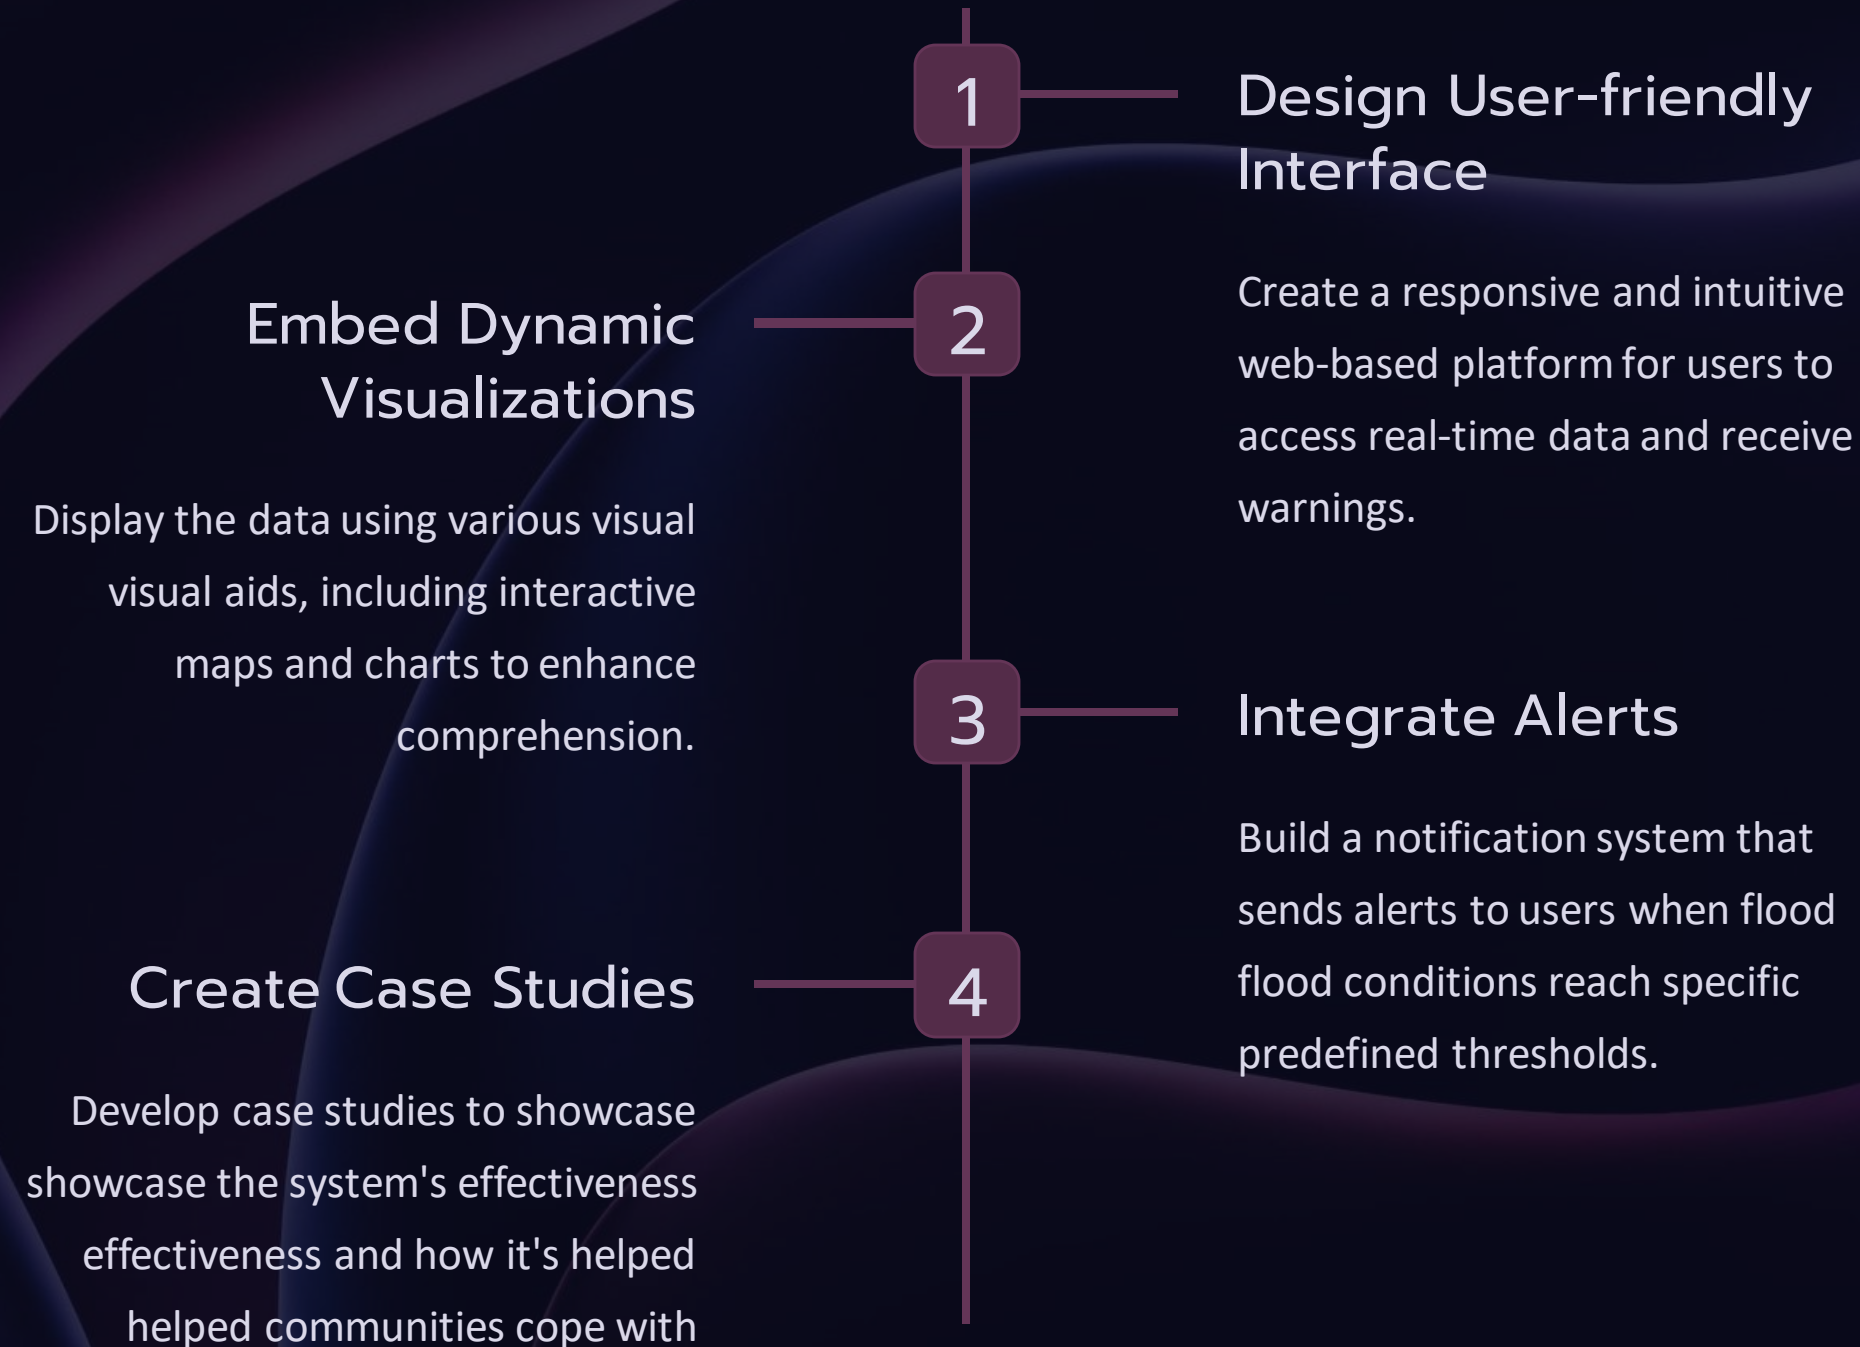 1
Design User-friendly
Interface
Create a responsive and intuitive
web-based platform for users to
access real-time data and receive
warnings.
2
Embed Dynamic
Visualizations
Display the data using various visual
visual aids, including interactive
maps and charts to enhance
comprehension.
3
Integrate Alerts
Build a notification system that
sends alerts to users when flood
flood conditions reach specific
predefined thresholds.
4
Create Case Studies
Develop case studies to showcase
showcase the system's effectiveness
effectiveness and how it's helped
helped communities cope with